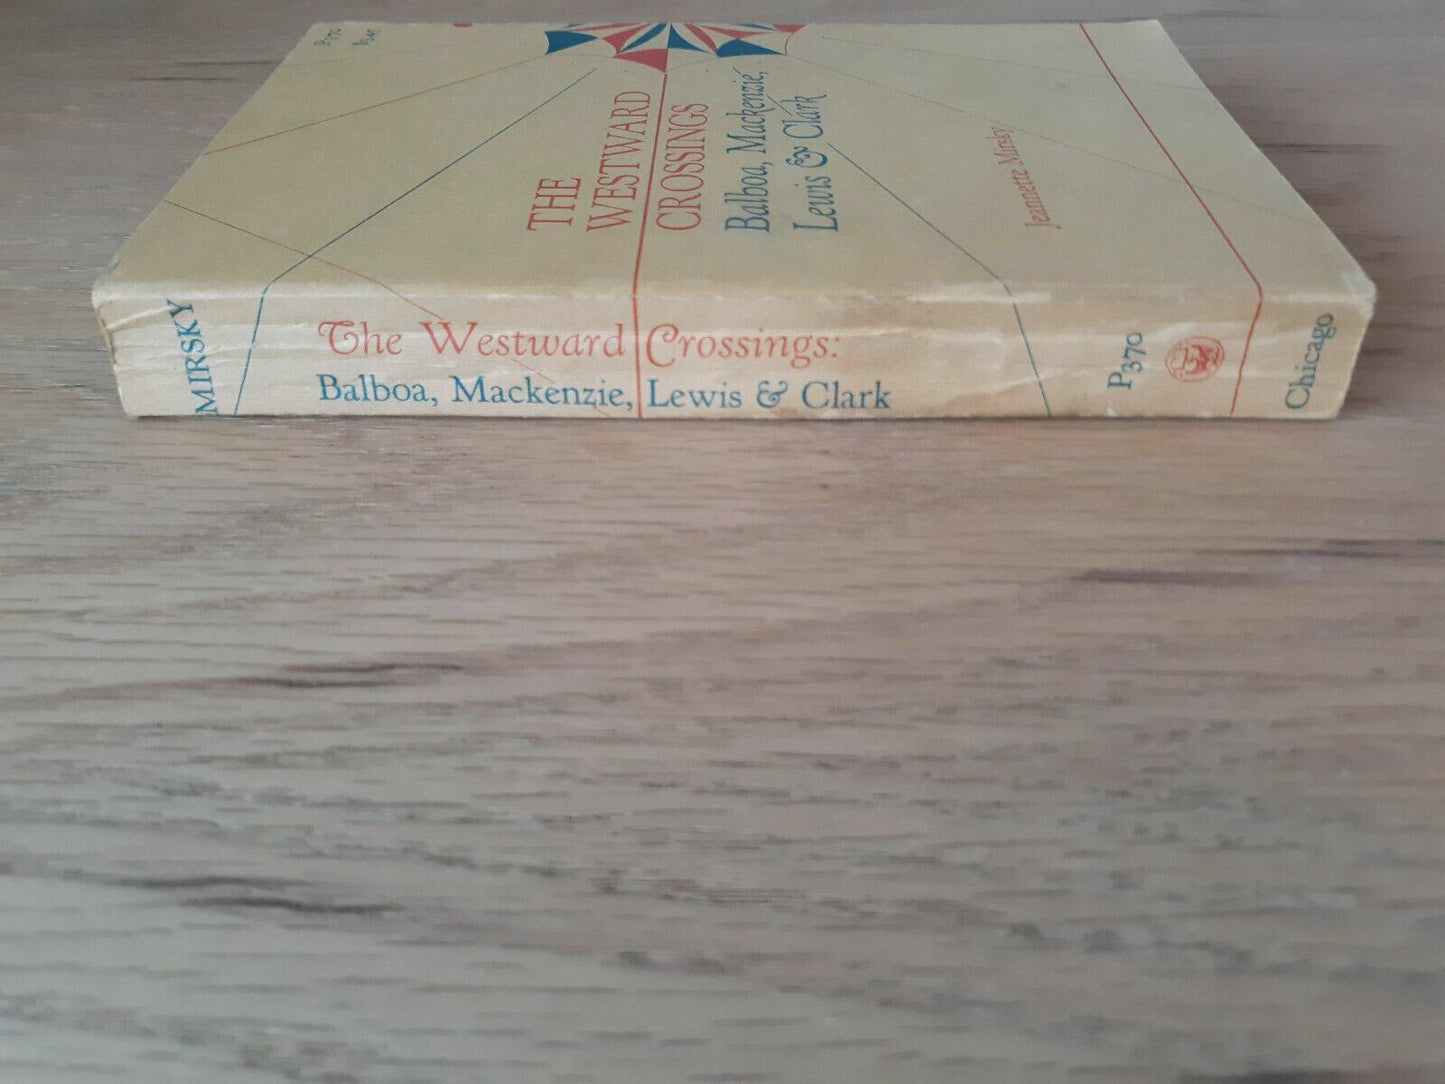 P370
THE
WESTWARD
CROSSINGS
Balboa, Mackenzie,
Lewis & Clark
Jeannette Mirsky
MIRSKY
The Westward Crossings:
Balboa, Mackenzie, Lewis & Clark
P370
Chicago